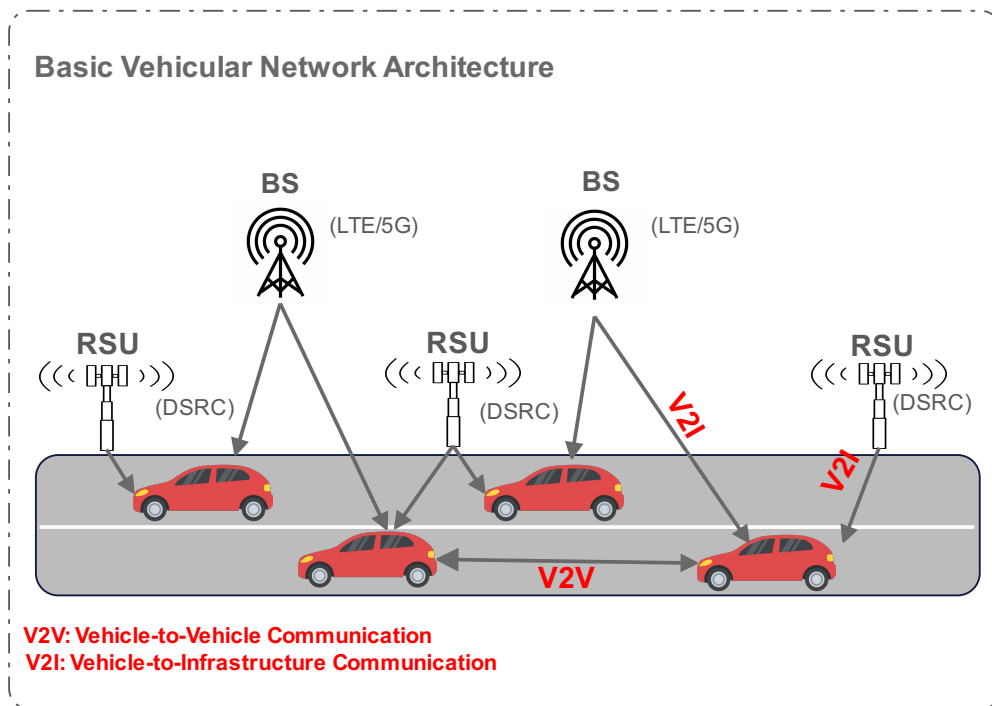 Basic Vehicular Network Architecture
BS
(LTE/5G)
BS
(LTE/5G)
RSU
(DSRC)
RSU
(DSRC)
RSU
(DSRC)
V2I
V2I
V2V
V2V: Vehicle-to-Vehicle Communication
V2I: Vehicle-to-Infrastructure Communication